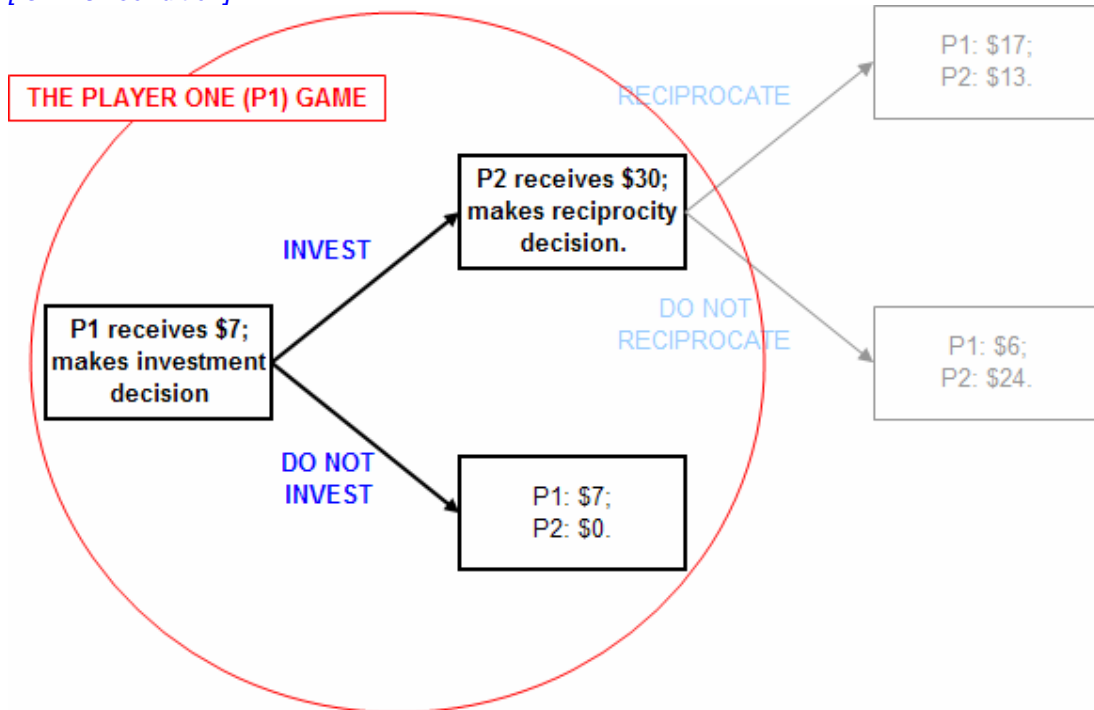 THE PLAYER ONE (P1) GAME
RECIPROCATE
P1: $17;
P2: $13.
P2 receives $30;
makes reciprocity
decision.
INVEST
P1 receives $7;
makes investment
decision
DO NOT
RECIPROCATE
P1: $6;
P2: $24.
DO NOT
INVEST
P1: $7;
P2: $0.